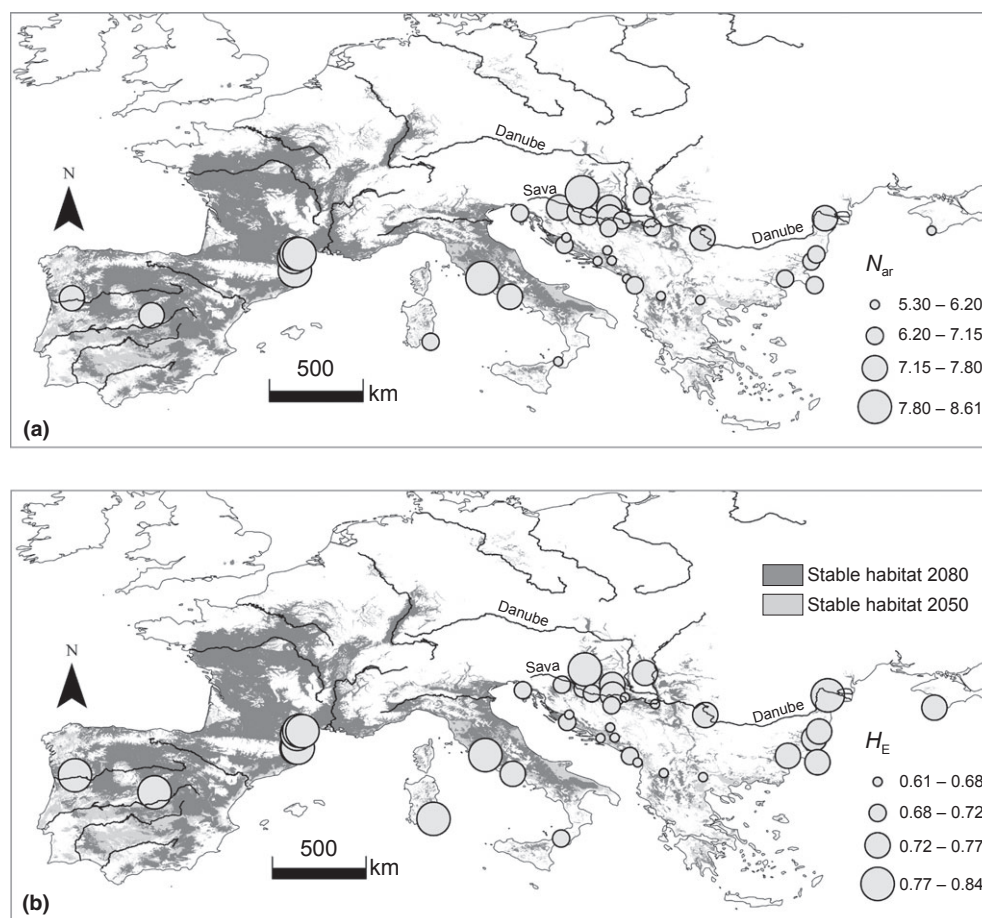 Danube
Sava
Danube
N
500
km
N_ar
5.30 – 6.20
6.20 – 7.15
7.15 – 7.80
7.80 – 8.61
(a)
Stable habitat 2080
Stable habitat 2050
Danube
Sava
Danube
N
500
km
H_E
0.61 – 0.68
0.68 – 0.72
0.72 – 0.77
0.77 – 0.84
(b)